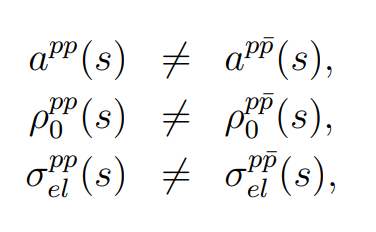 a^{pp}(s) ≠ a^{p\bar{p}}(s),
ρ_0^{pp}(s) ≠ ρ_0^{p\bar{p}}(s),
σ_{el}^{pp}(s) ≠ σ_{el}^{p\bar{p}}(s),